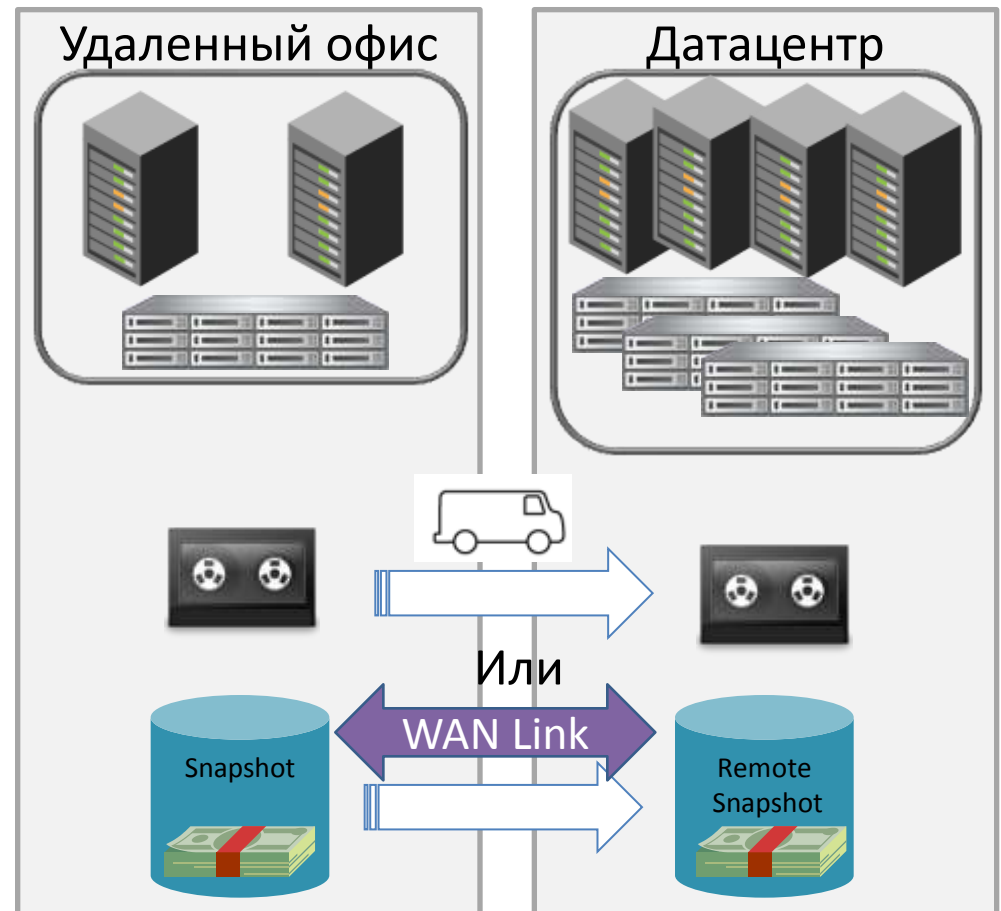 Удаленный офис
Датацентр
Или
WAN Link
Snapshot
Remote
Snapshot